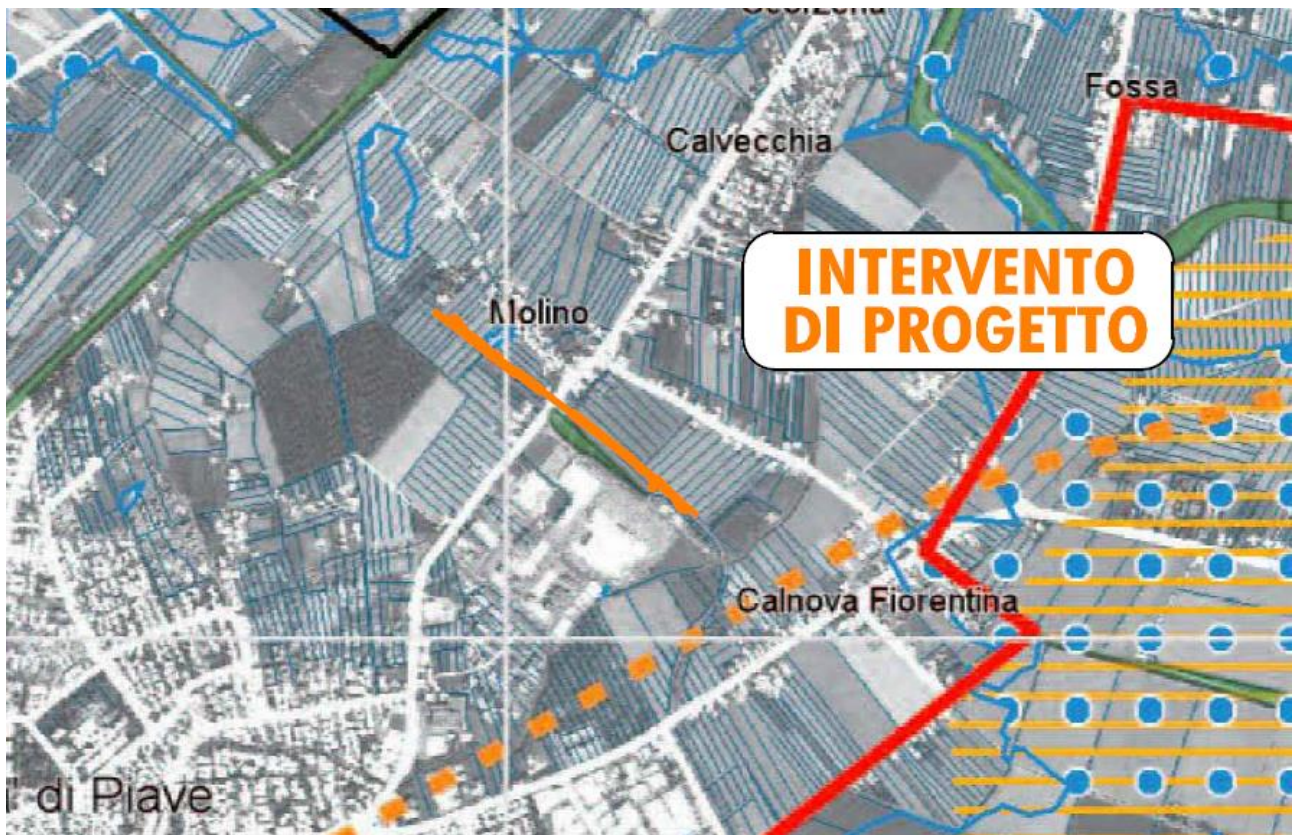 Fossa
Calvecchia
INTERVENTO
DI PROGETTO
Molino
Calnova Fiorentina
di Piave